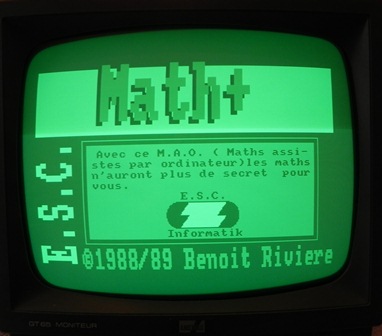 Math+
E.S.C.
Avec ce M.A.O. ( Maths assi-
stes par ordinateur)les maths
n'auront plus de secret pour
vous.
E.S.C.
Informatik
©1988/89 Benoit Riviere
GT65 MONITEUR